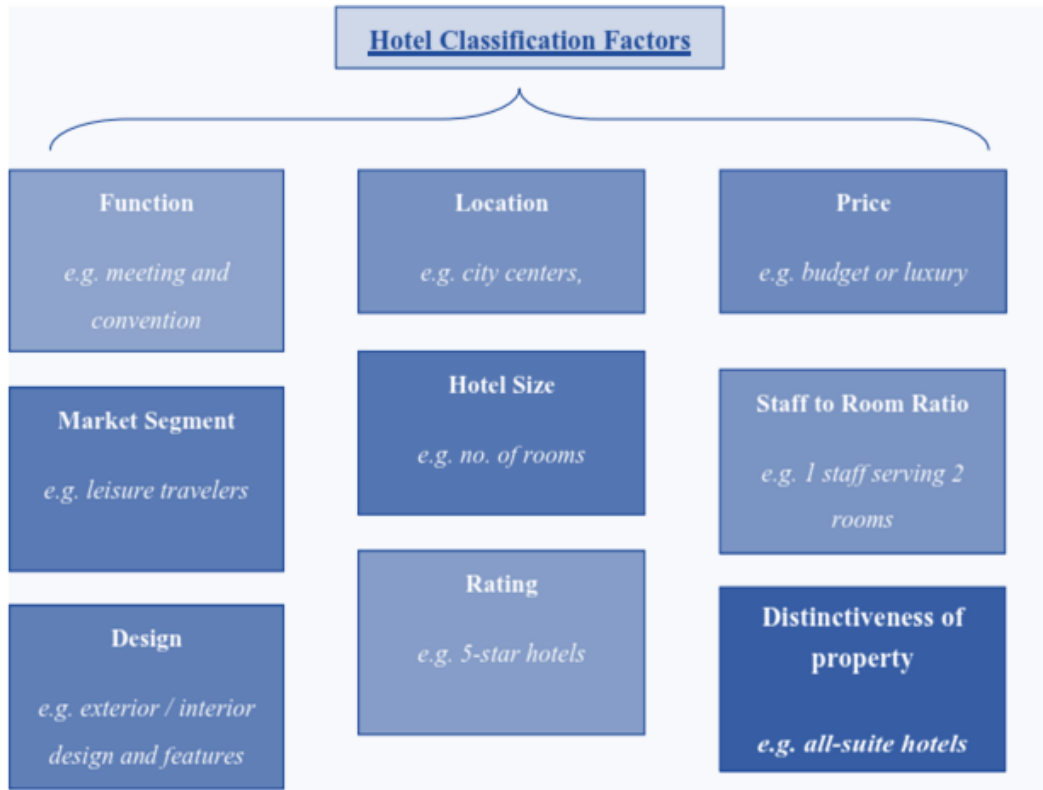 Hotel Classification Factors
Function
e.g. meeting and
convention
Location
e.g. city centers,
Price
e.g. budget or luxury
Market Segment
e.g. leisure travelers
Hotel Size
e.g. no. of rooms
Staff to Room Ratio
e.g. 1 staff serving 2
rooms
Design
e.g. exterior / interior
design and features
Rating
e.g. 5-star hotels
Distinctiveness of
property
e.g. all-suite hotels